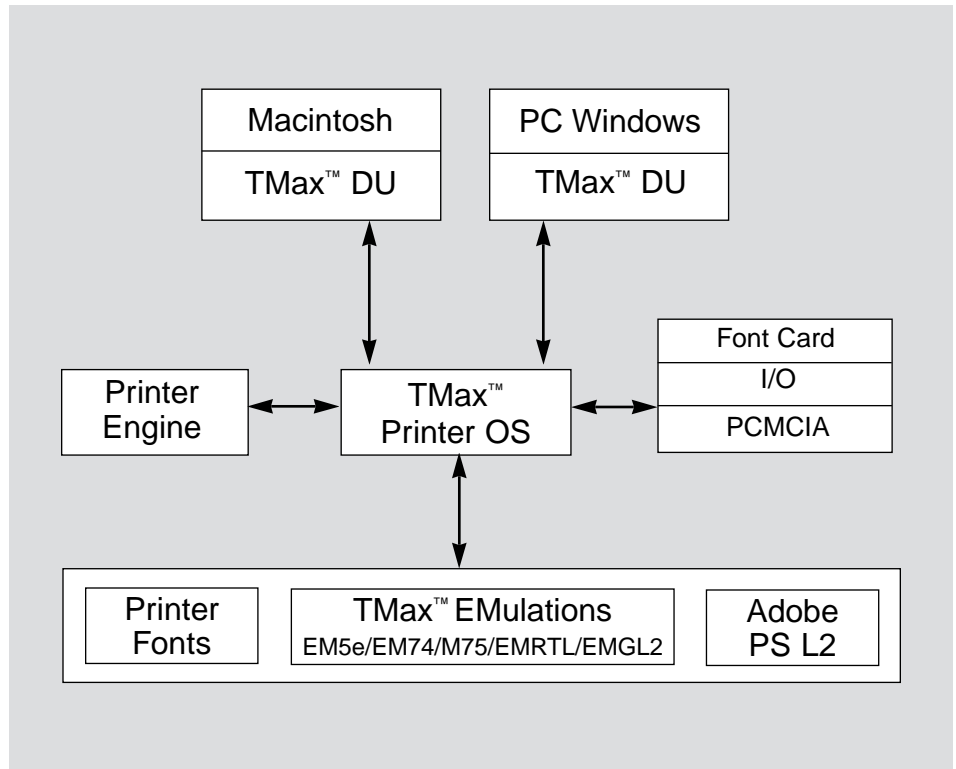 Macintosh
TMax™ DU
PC Windows
TMax™ DU
Printer
Engine
TMax™
Printer OS
Font Card
I/O
PCMCIA
Printer
Fonts
TMax™ EMulations
EM5e/EM74/M75/EMRTL/EMGL2
Adobe
PS L2